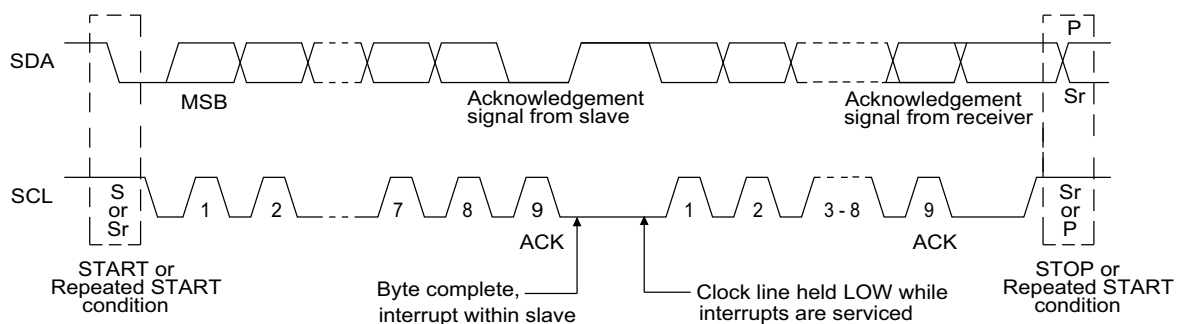 P
SDA
MSB
Acknowledgement
signal from slave
Acknowledgement
signal from receiver
Sr
SCL
S
or
Sr
1
2
7
8
9
1
2
3 - 8
9
Sr
or
P
ACK
ACK
START or
Repeated START
condition
Byte complete,
interrupt within slave
Clock line held LOW while
interrupts are serviced
STOP or
Repeated START
condition